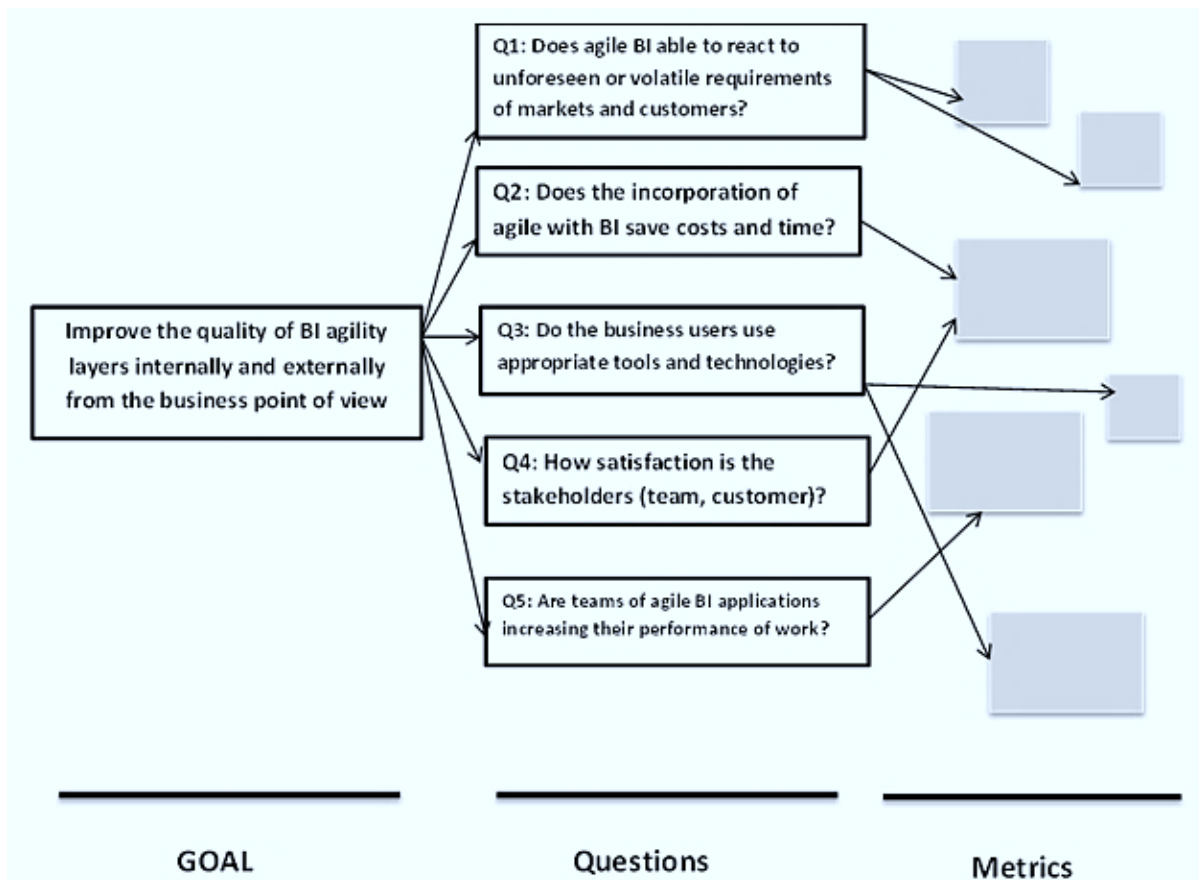 Q1: Does agile BI able to react to
unforeseen or volatile requirements
of markets and customers?
Q2: Does the incorporation of
agile with BI save costs and time?
Improve the quality of BI agility
layers internally and externally
from the business point of view
Q3: Do the business users use
appropriate tools and technologies?
Q4: How satisfaction is the
stakeholders (team, customer)?
Q5: Are teams of agile BI applications
increasing their performance of work?
GOAL
Questions
Metrics